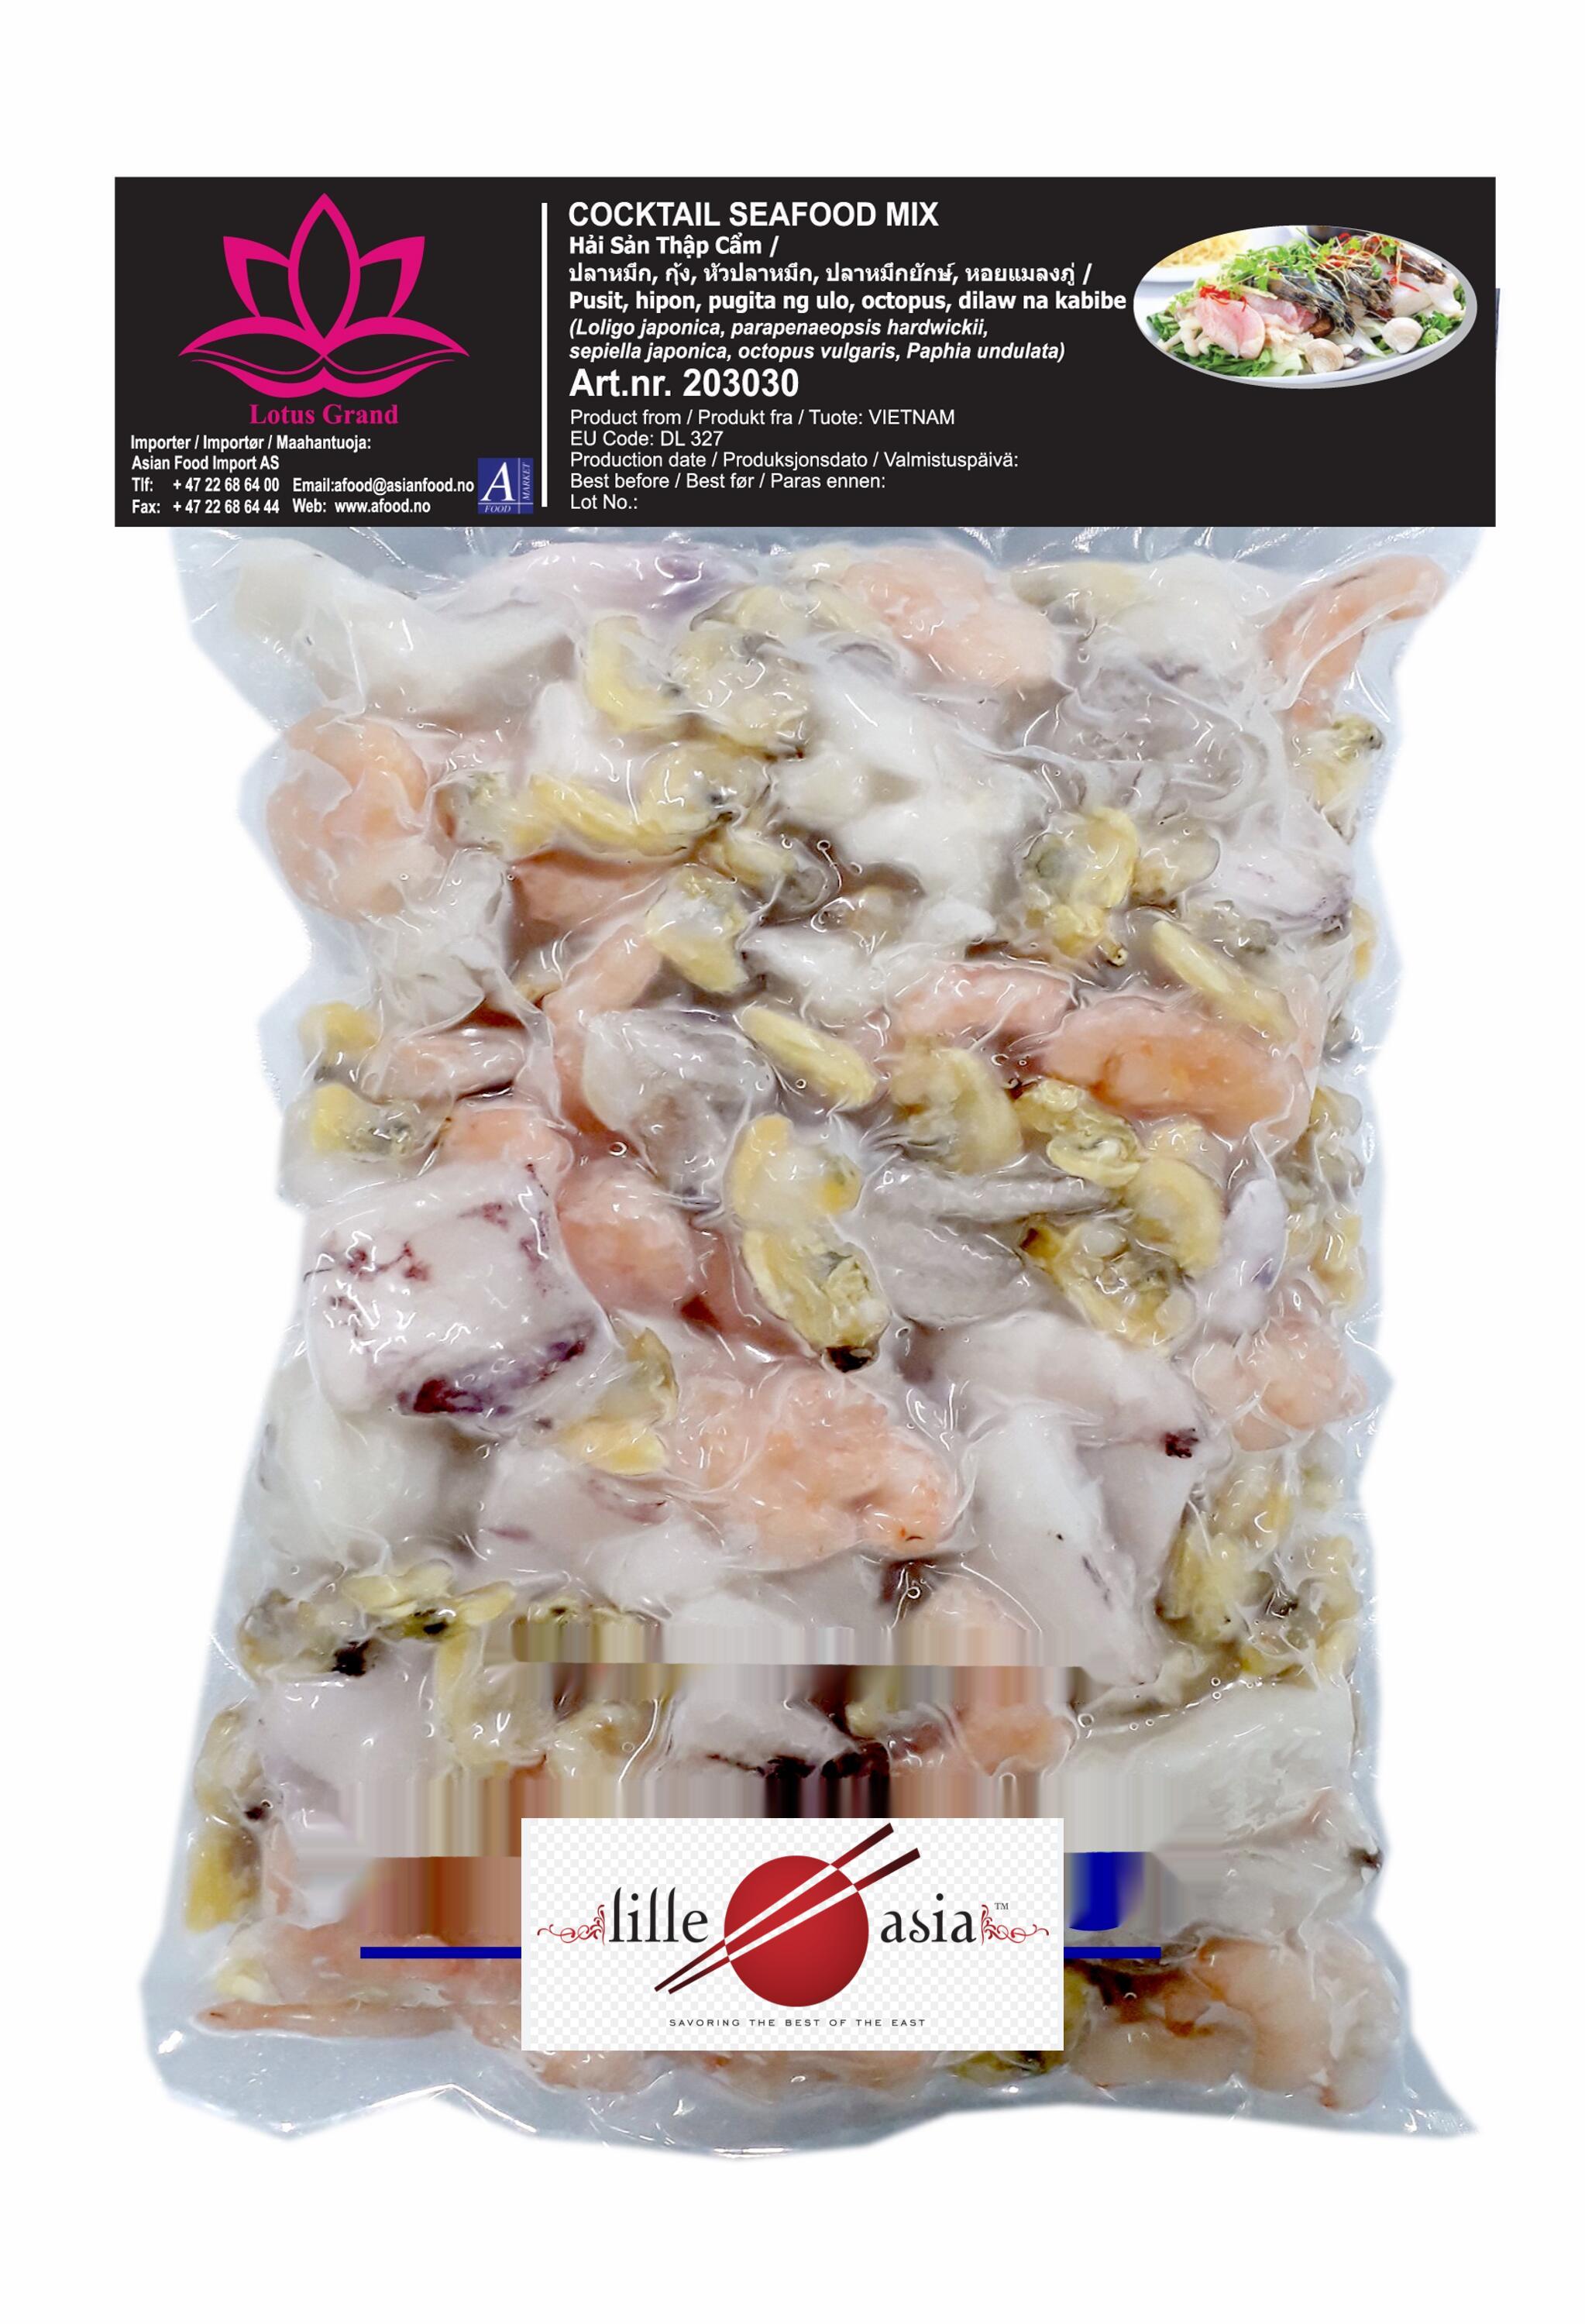 Lotus Grand
Importer / Importør / Maahantuoja:
Asian Food Import AS
Tlf: + 47 22 68 64 00 Email:afood@asianfood.no
Fax: + 47 22 68 64 44 Web: www.afood.no
A
FOOD
MARKET
COCKTAIL SEAFOOD MIX
Hải Sản Thập Cẩm /
ปลาหมึก, กุ้ง, หัวปลาหมึก, ปลาหมึกยักษ์, หอยแมลงภู่ /
Pusit, hipon, pugita ng ulo, octopus, dilaw na kabibe
(Loligo japonica, parapenaeopsis hardwickii,
sepiella japonica, octopus vulgaris, Paphia undulata)
Art.nr. 203030
Product from / Produkt fra / Tuote: VIETNAM
EU Code: DL 327
Production date / Produksjonsdato / Valmistuspäivä:
Best before / Best før / Paras ennen:
Lot No.:
lille asia™
SAVORING THE BEST OF THE EAST